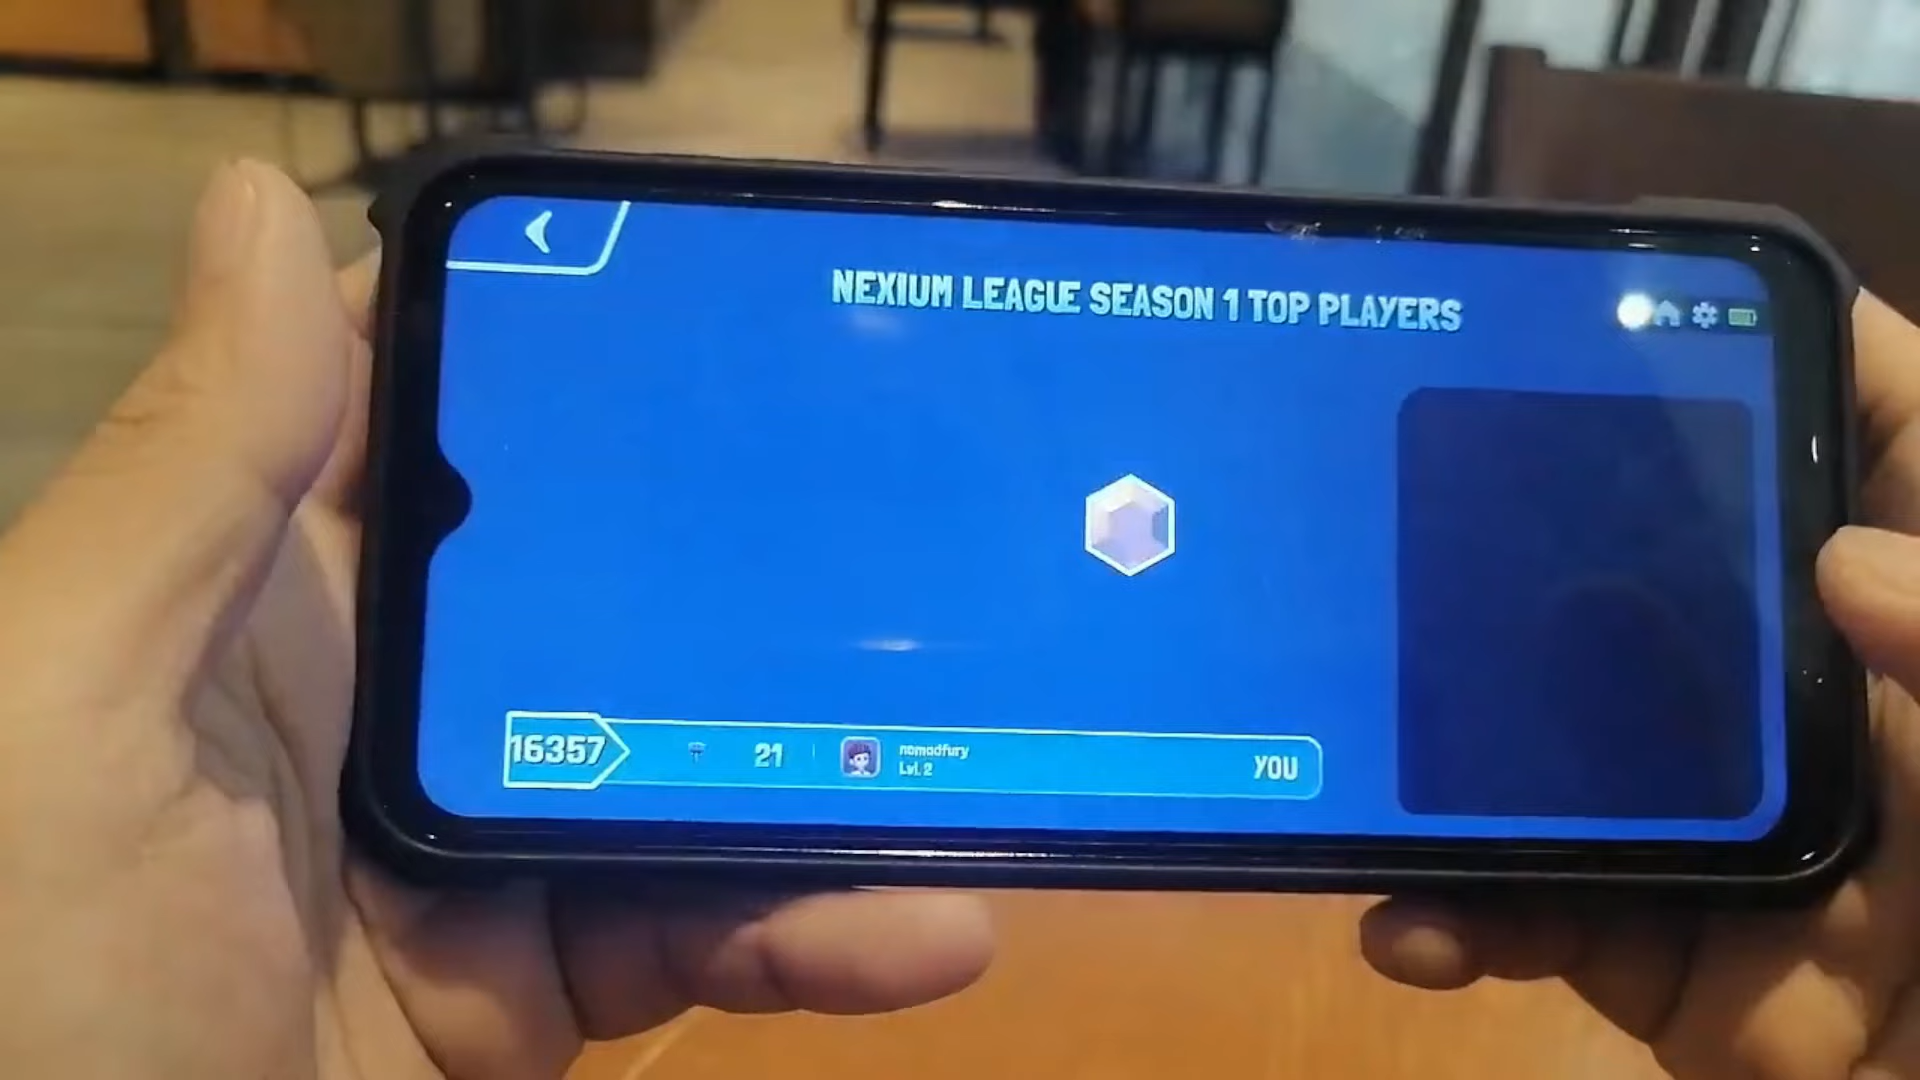 NEXIUM LEAGUE SEASON 1 TOP PLAYERS
16357
21
nomadfury
Lvl. 2
YOU